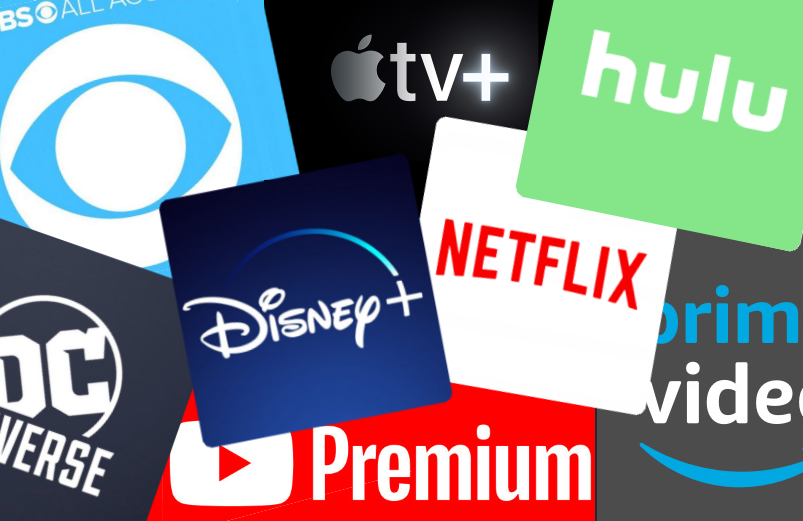 BS ALL ACC
tv+
hulu
Disney+
NETFLIX
prim
video
DC
VERSE
Premium